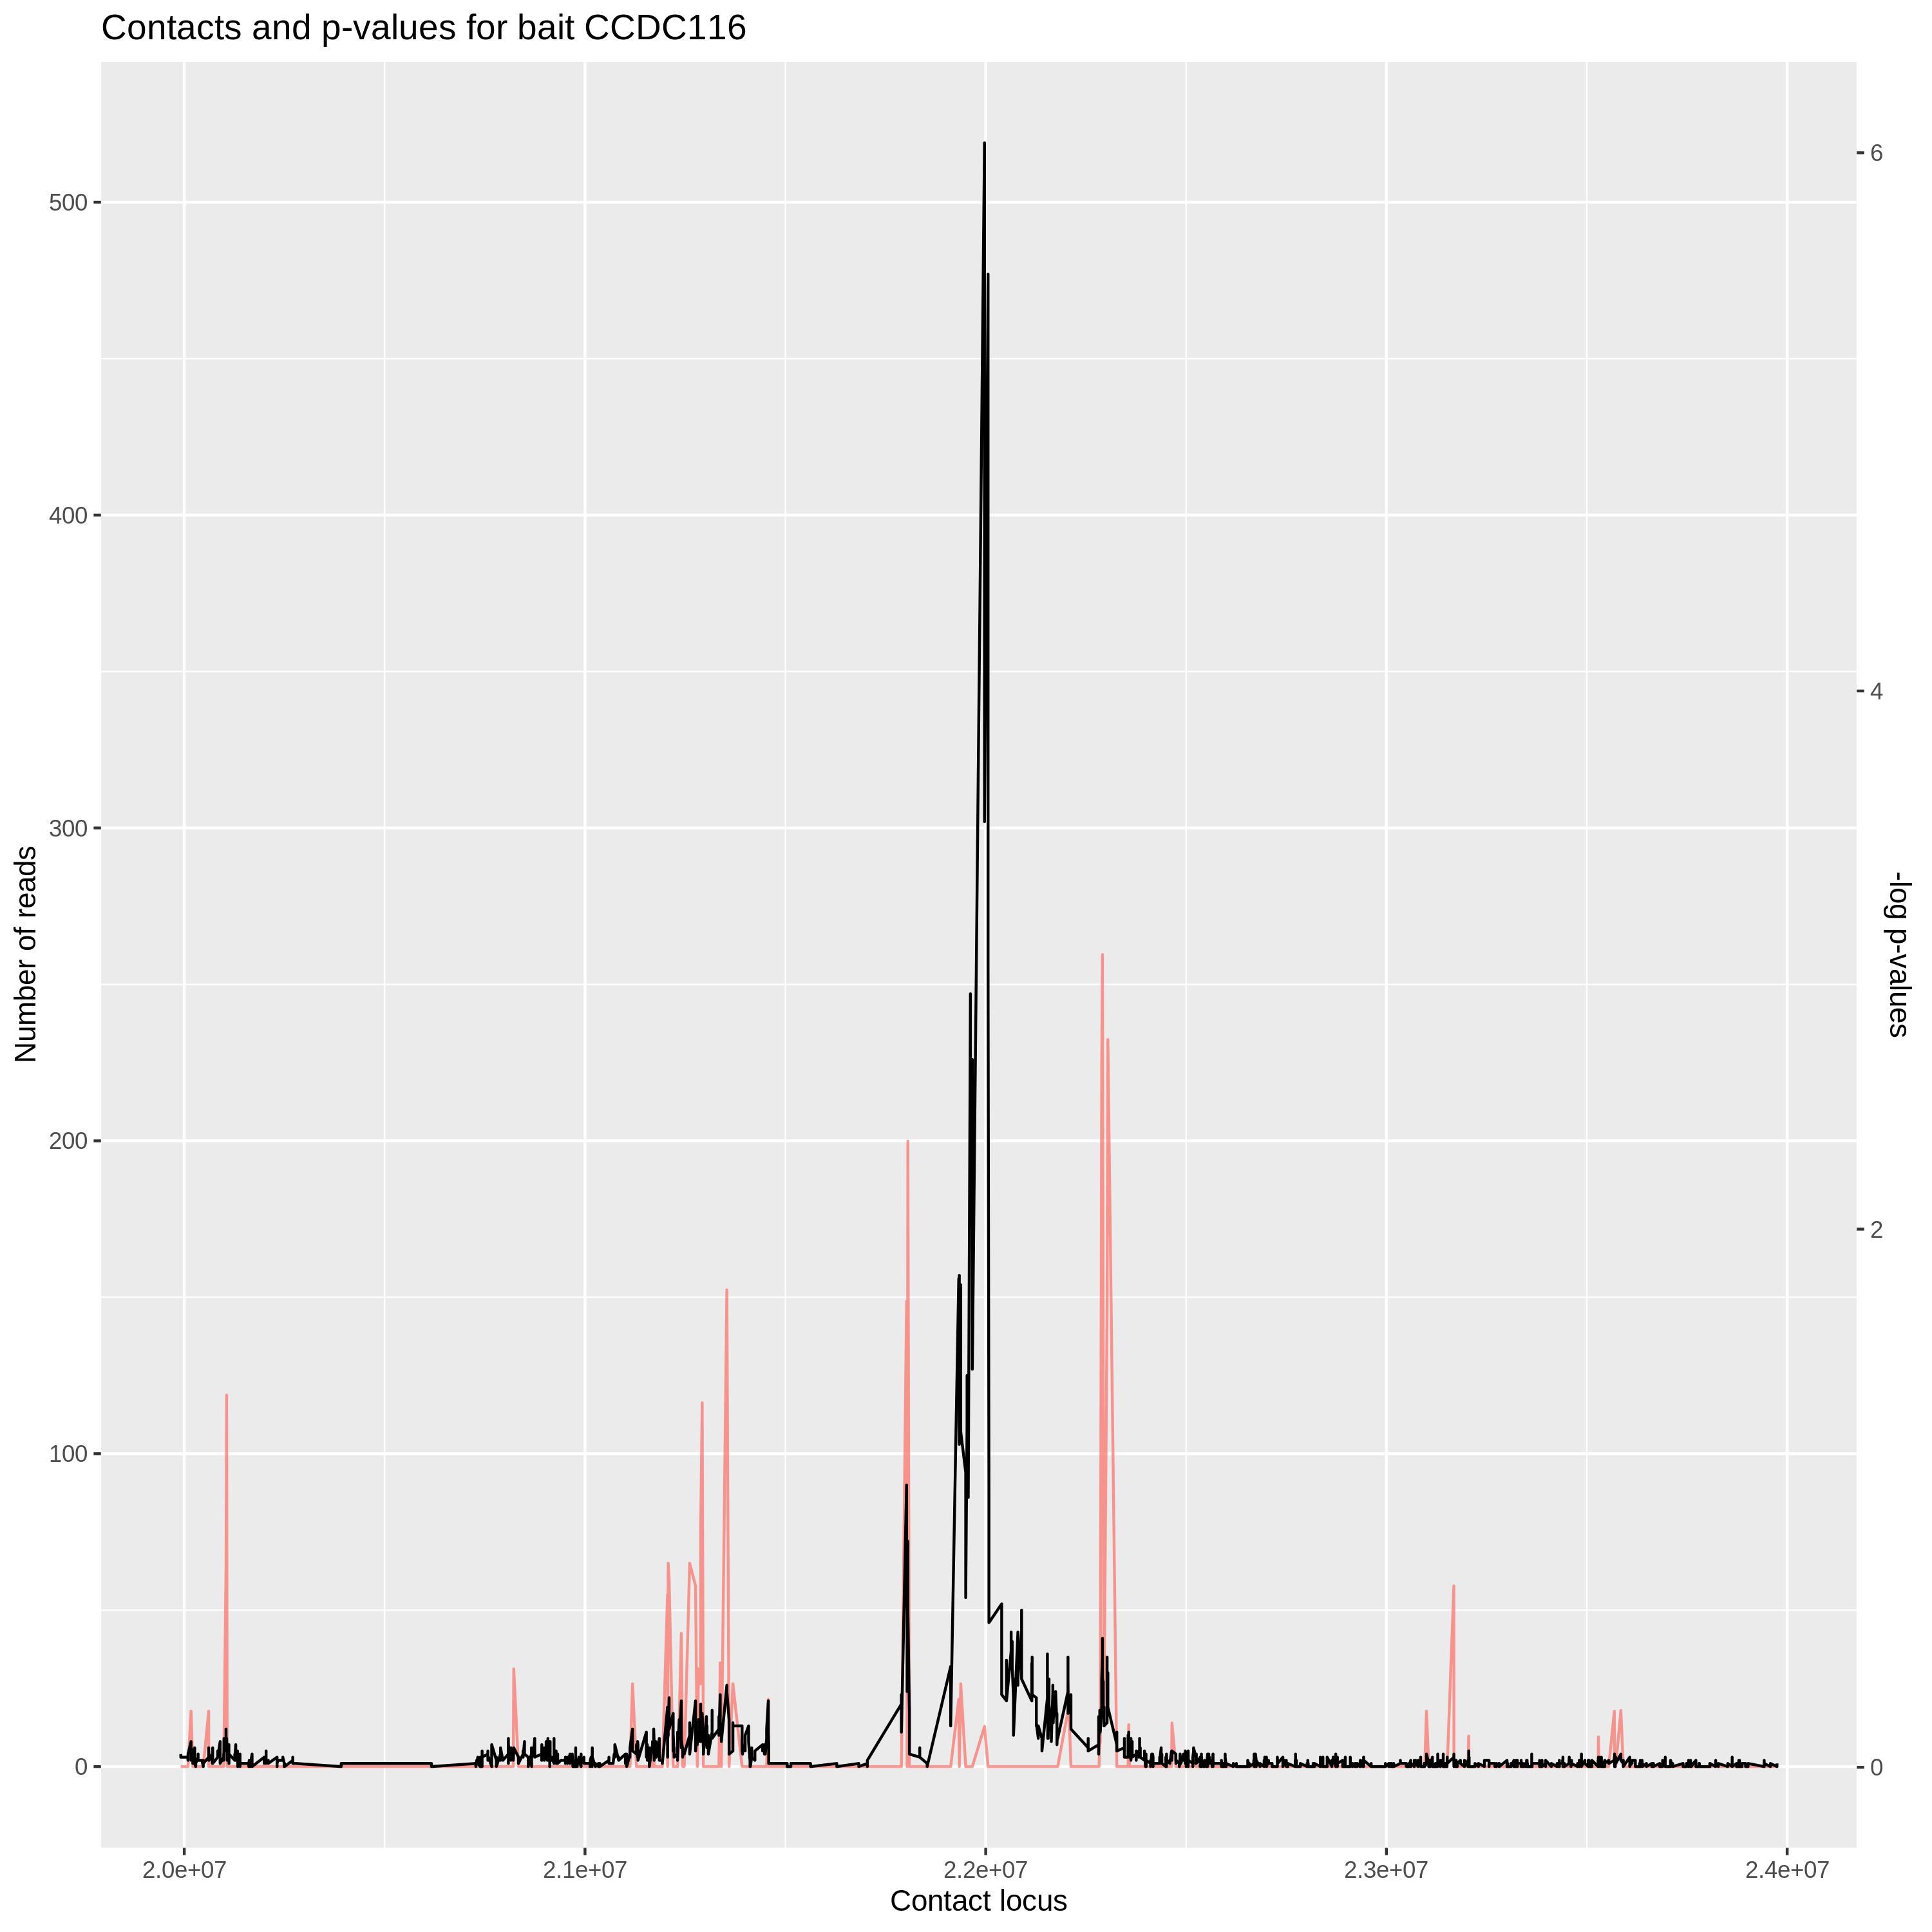 Contacts and p-values for bait CCDC116
500
400
300
200
100
0
Number of reads
6
4
2
0
-log p-values
2.0e+07
2.1e+07
2.2e+07
2.3e+07
2.4e+07
Contact locus